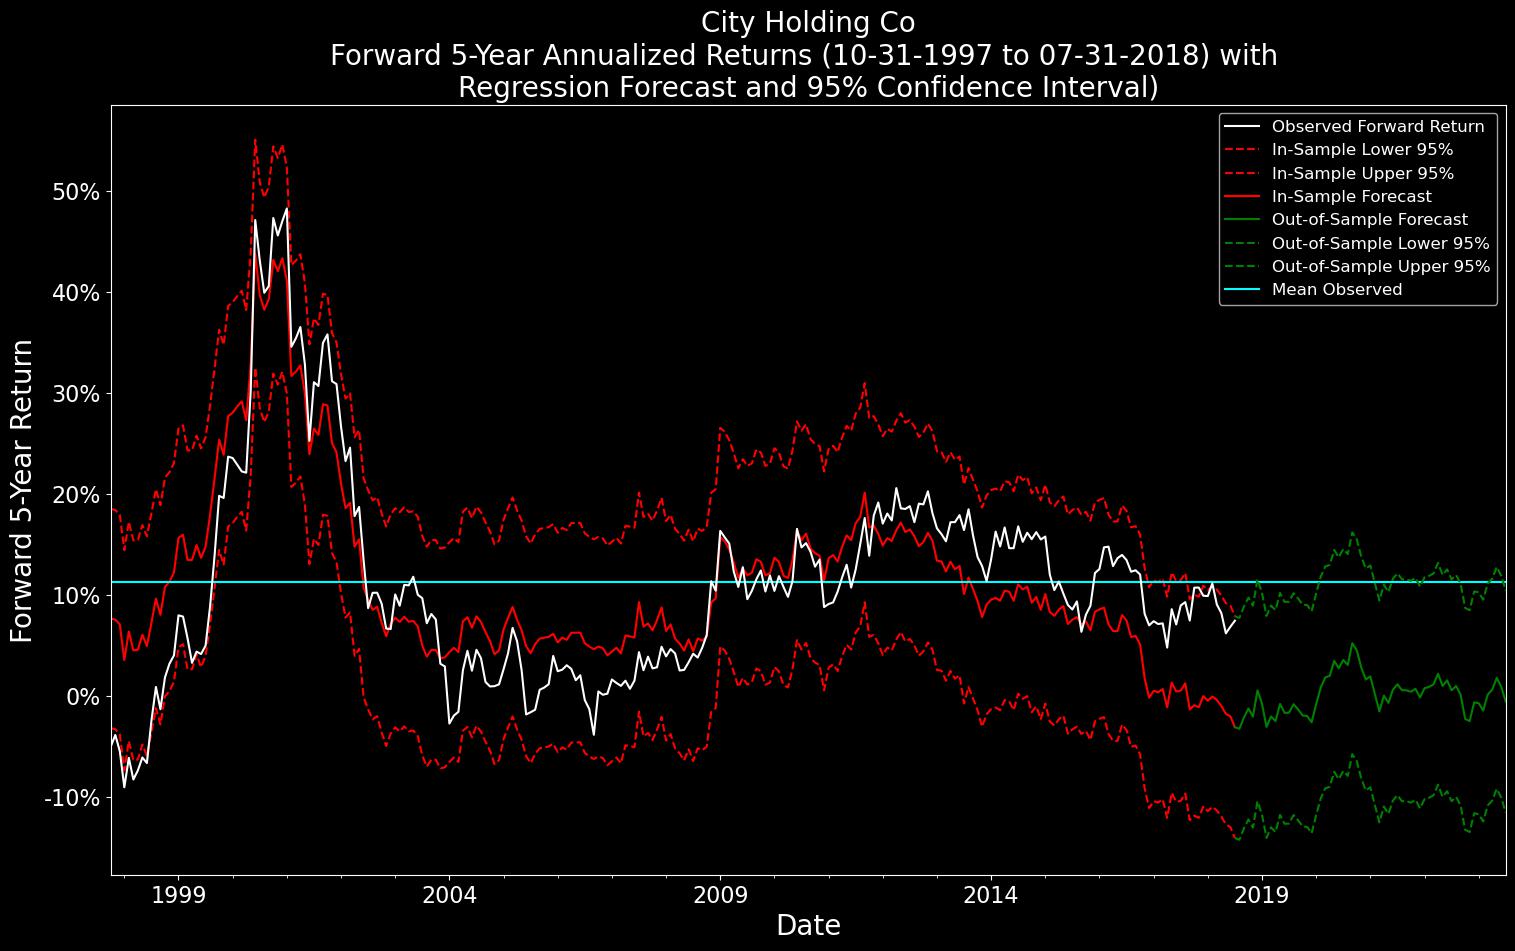 City Holding Co
Forward 5-Year Annualized Returns (10-31-1997 to 07-31-2018) with
Regression Forecast and 95% Confidence Interval)
Observed Forward Return
In-Sample Lower 95%
In-Sample Upper 95%
In-Sample Forecast
Out-of-Sample Forecast
Out-of-Sample Lower 95%
Out-of-Sample Upper 95%
Mean Observed
Forward 5-Year Return
50%
40%
30%
20%
10%
0%
-10%
1999
2004
2009
2014
2019
Date